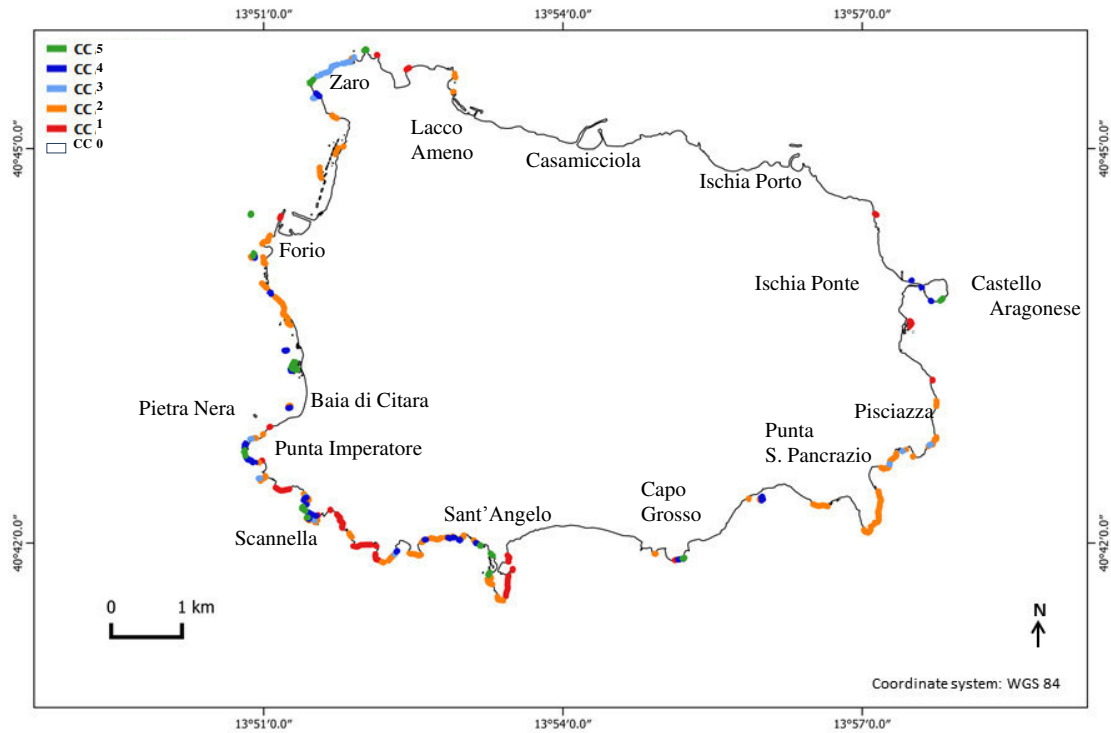 13°51'0.0"
13°54'0.0"
13°57'0.0"
CC 5
CC 4
CC 3
CC 2
CC 1
CC 0
Zaro
Lacco
Ameno
Casamicciola
Ischia Porto
40°45'0.0"
40°45'0.0"
Forio
Ischia Ponte
Castello
Aragonese
Pietra Nera
Baia di Citara
Pisciazza
Punta Imperatore
Punta
S. Pancrazio
Capo
Grosso
Sant'Angelo
Scannella
40°42'0.0"
40°42'0.0"
0
1 km
N
Coordinate system: WGS 84
13°51'0.0"
13°54'0.0"
13°57'0.0"